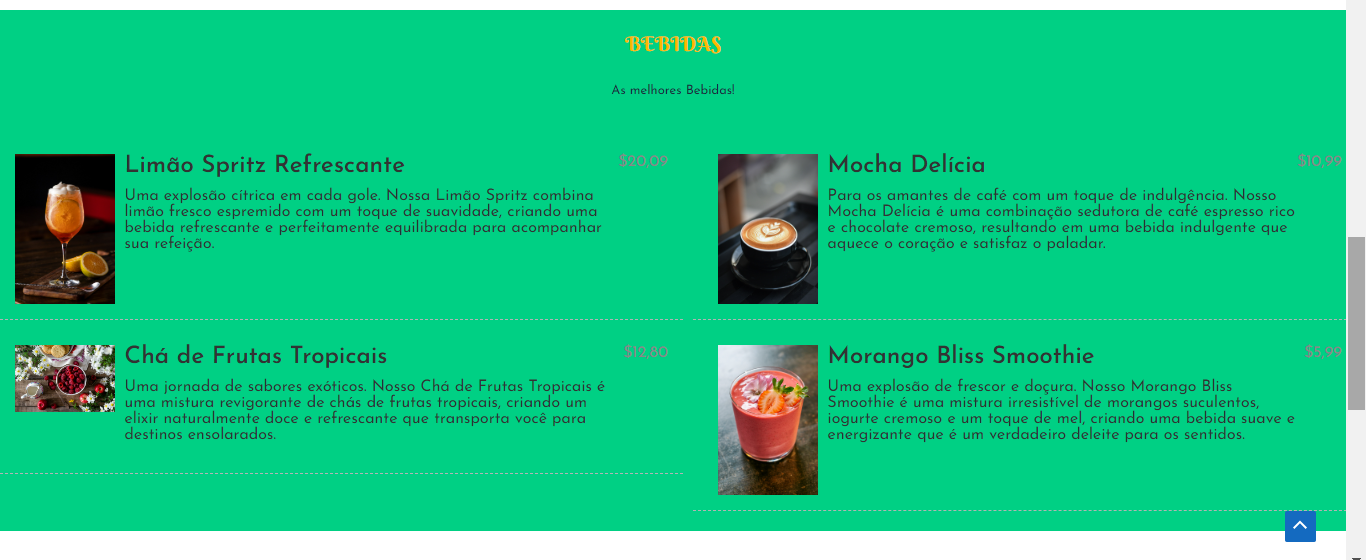 BEBIDAS
As melhores Bebidas!
Limão Spritz Refrescante
$20,09
Uma explosão cítrica em cada gole. Nossa Limão Spritz combina
limão fresco espremido com um toque de suavidade, criando uma
bebida refrescante e perfeitamente equilibrada para acompanhar
sua refeição.
Mocha Delícia
$10,99
Para os amantes de café com um toque de indulgência. Nosso
Mocha Delícia é uma combinação sedutora de café espresso rico
e chocolate cremoso, resultando em uma bebida indulgente que
aquece o coração e satisfaz o paladar.
Chá de Frutas Tropicais
$12,80
Uma jornada de sabores exóticos. Nosso Chá de Frutas Tropicais é
uma mistura revigorante de chás de frutas tropicais, criando um
elixir naturalmente doce e refrescante que transporta você para
destinos ensolarados.
Morango Bliss Smoothie
$5,99
Uma explosão de frescor e doçura. Nosso Morango Bliss
Smoothie é uma mistura irresistível de morangos suculentos,
iogurte cremoso e um toque de mel, criando uma bebida suave e
energizante que é um verdadeiro deleite para os sentidos.